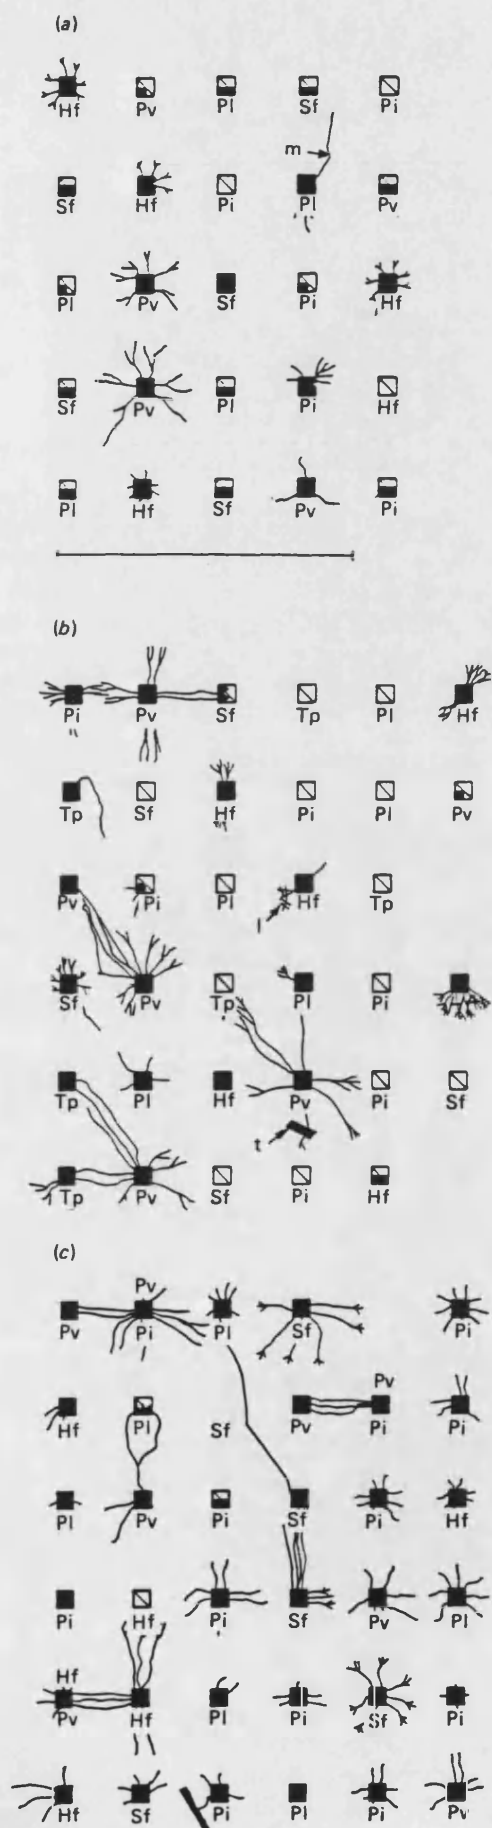 (a)
Hf Pv Pl Sf Pi
m
Sf Hf Pi Pl Pv
Pl Pv Sf Pi Hf
Sf Pv Pl Pi Hf
Pl Hf Sf Pv Pi
(b)
Pi Pv Sf Tp Pl Hf
Tp Sf Hf Pi Pl Pv
Pv Pi Pl Hf Tp
l
Sf Pv Tp Pl Pi
Tp Pl Hf Pv Pi Sf
t
Tp Pv Sf Pi Hf
(c)
Pv
Pv Pi Pl Sf Pi
Pv
Hf Pl Sf Pv Pi Pi
Pl Pv Pi Sf Pi Hf
Pi Hf Pi Sf Pv Pl
Hf
Pv Hf Pl Pi Sf Pi
Hf Sf Pi Pl Pi Pv